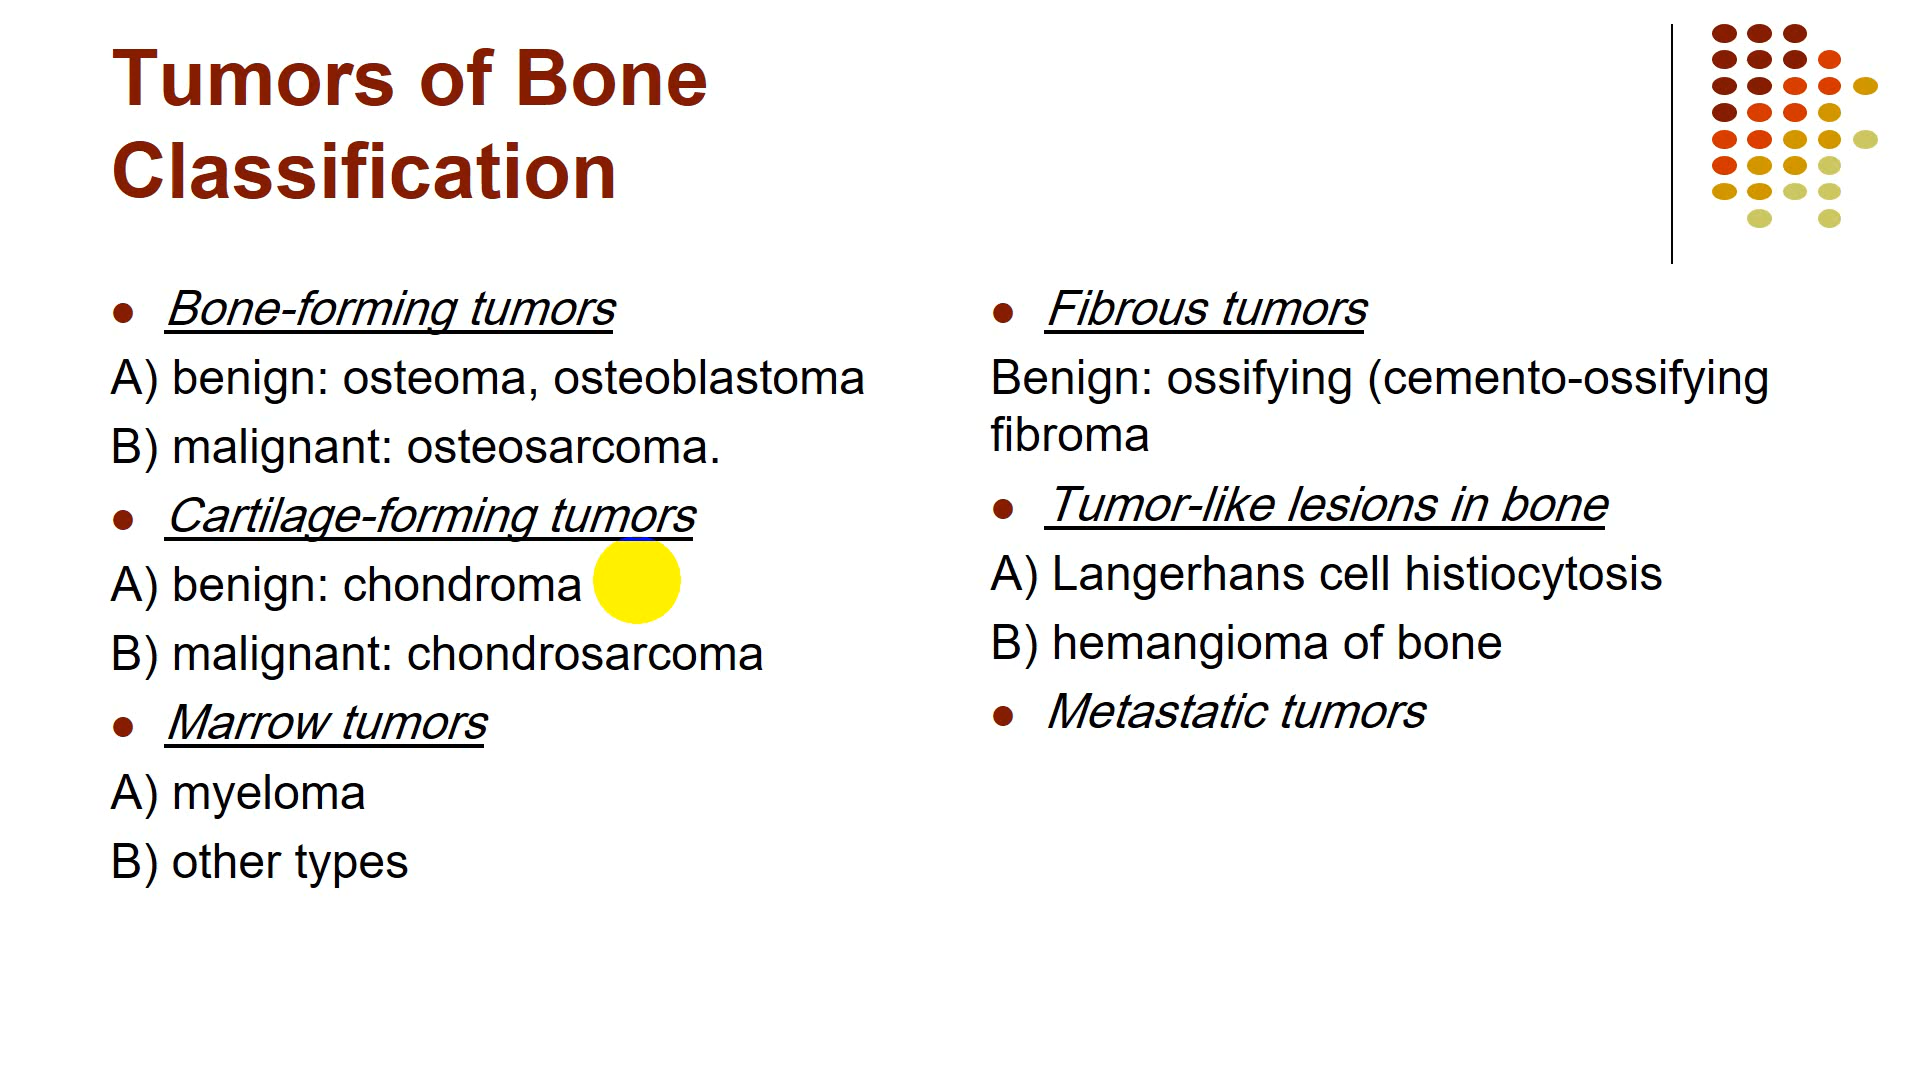 Tumors of Bone
Classification
● Bone-forming tumors
A) benign: osteoma, osteoblastoma
B) malignant: osteosarcoma.
● Cartilage-forming tumors
A) benign: chondroma
B) malignant: chondrosarcoma
● Marrow tumors
A) myeloma
B) other types
● Fibrous tumors
Benign: ossifying (cemento-ossifying
fibroma
● Tumor-like lesions in bone
A) Langerhans cell histiocytosis
B) hemangioma of bone
● Metastatic tumors